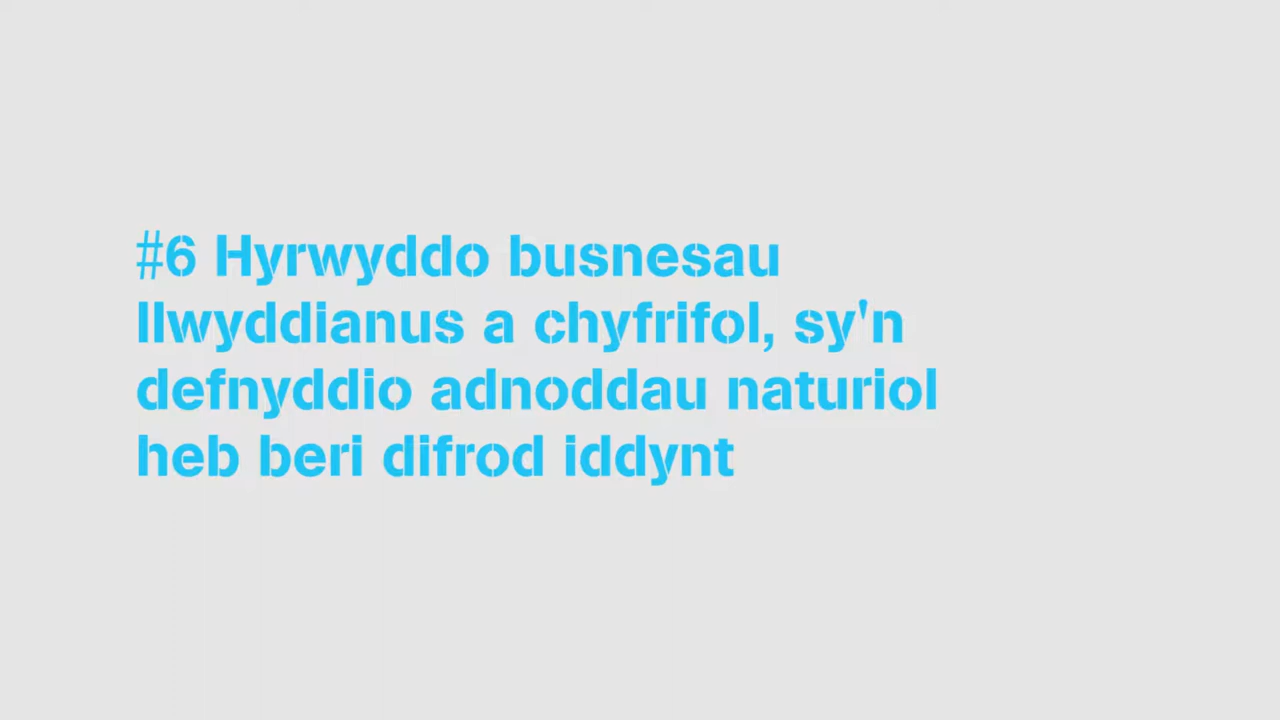 #6 Hyrwyddo busnesau
llwyddianus a chyfrifol, sy'n
defnyddio adnoddau naturiol
heb beri difrod iddynt